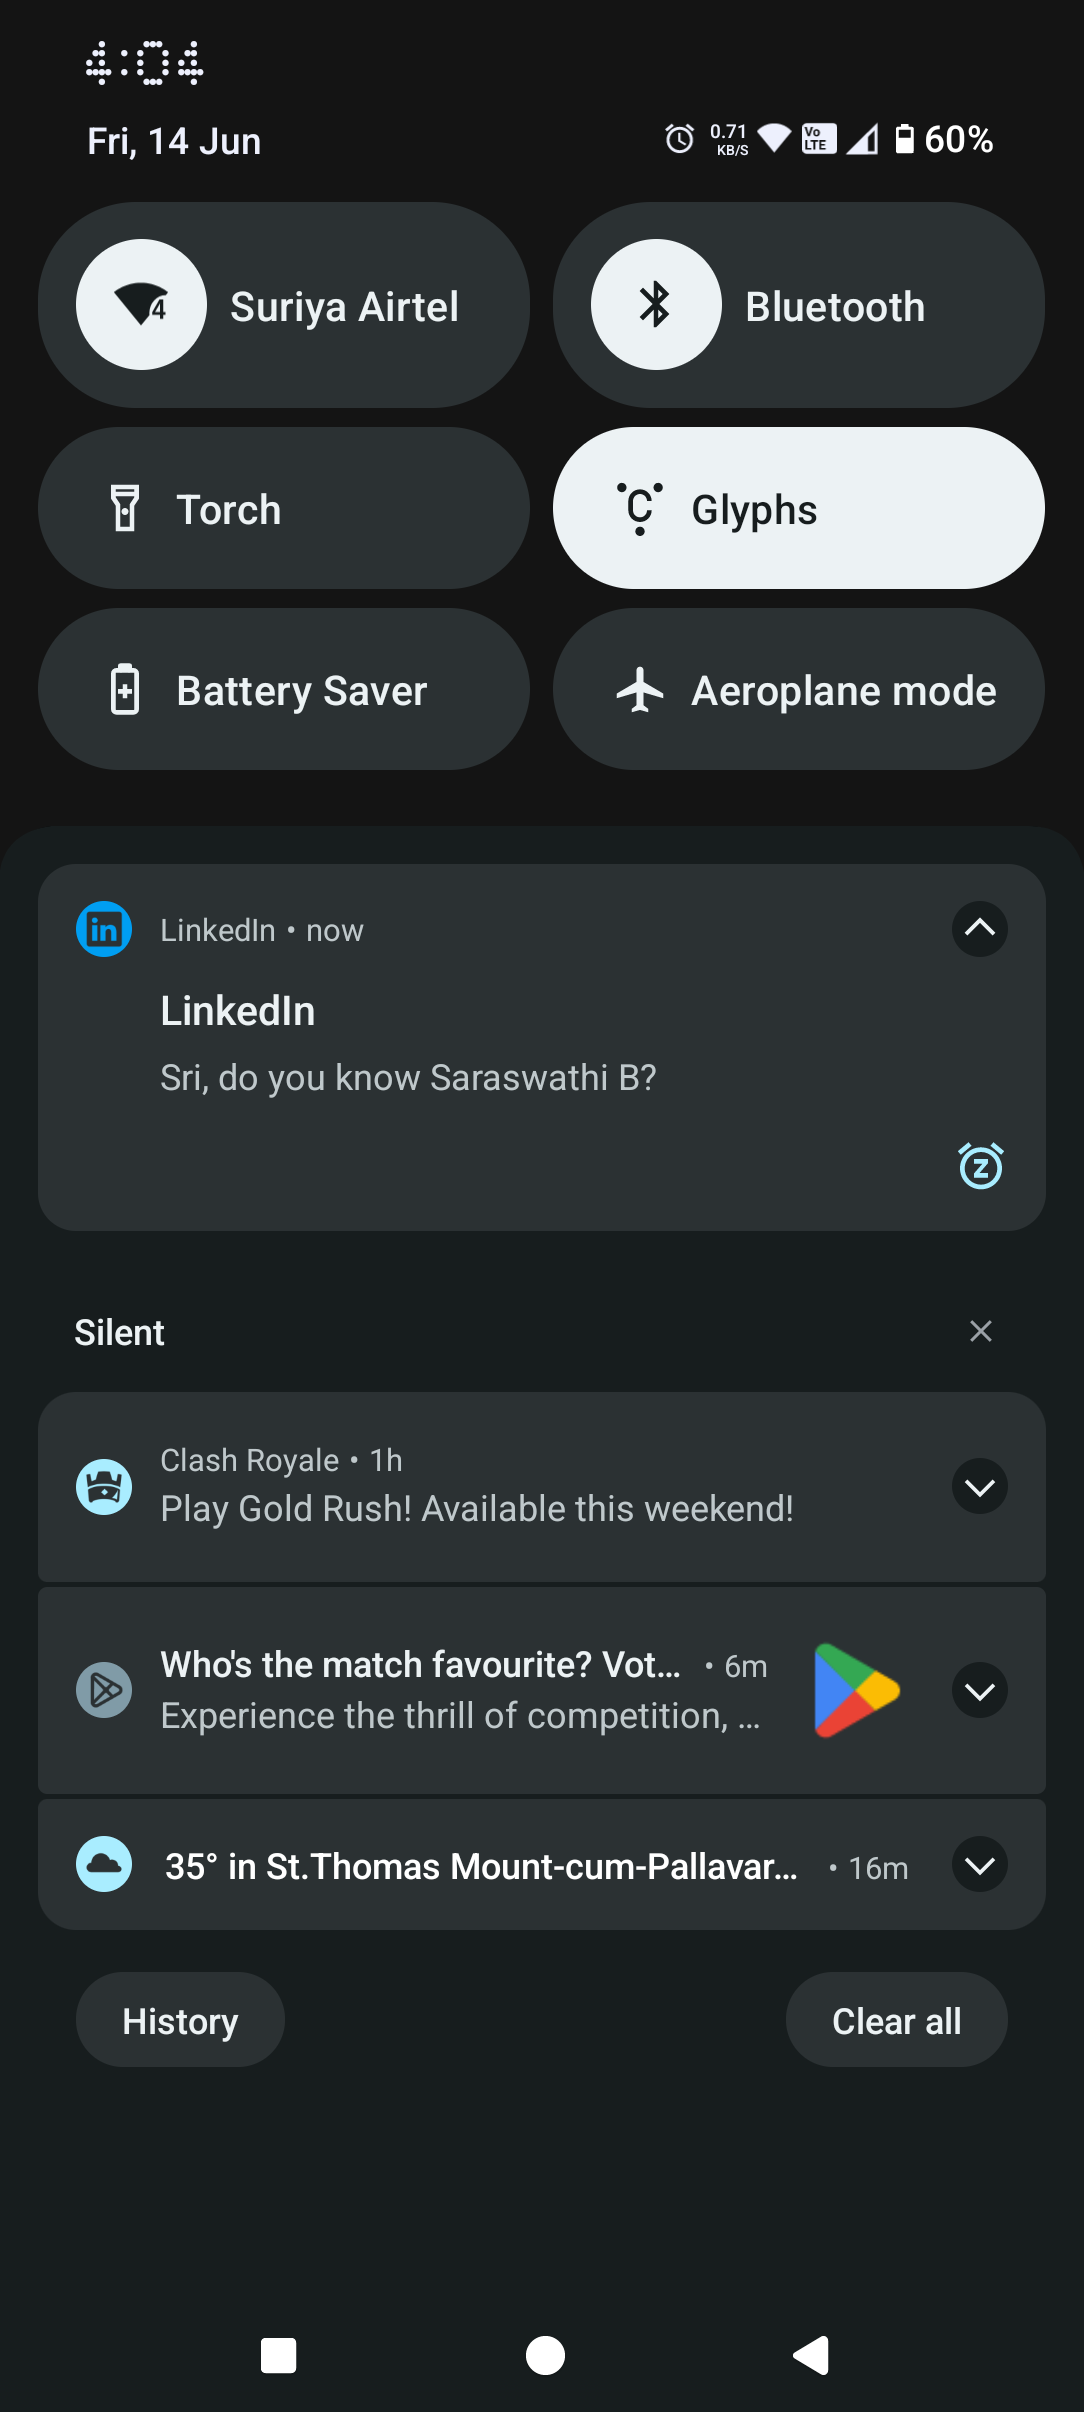 4:04
Fri, 14 Jun
0.71
KB/S
Vo
LTE
60%
4
Suriya Airtel
Bluetooth
Torch
Glyphs
Battery Saver
Aeroplane mode
in
LinkedIn • now
LinkedIn
Sri, do you know Saraswathi B?
Silent
Clash Royale • 1h
Play Gold Rush! Available this weekend!
Who's the match favourite? Vot... • 6m
Experience the thrill of competition, ...
35° in St.Thomas Mount-cum-Pallavar... • 16m
History
Clear all